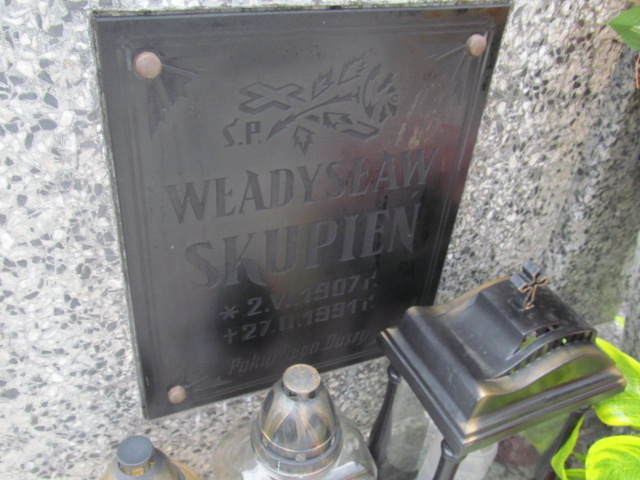 Ś.P.
WŁADYSŁAW
SKUPIEŃ
* 2.VI.1907 r.
+ 27.II.1991 r.
Pokój Jego Duszy